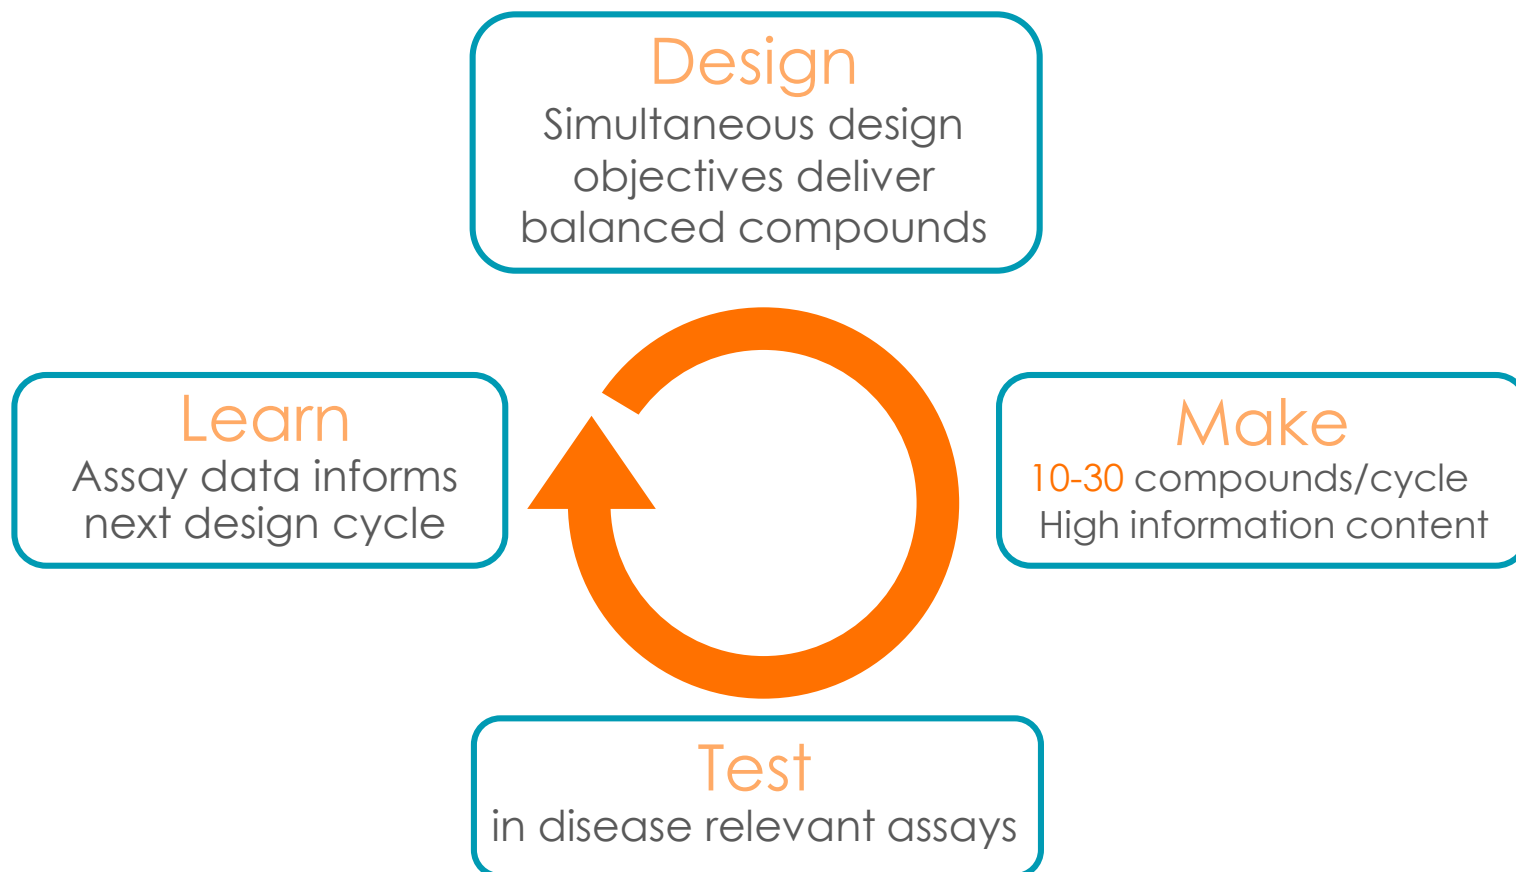 Design
Simultaneous design
objectives deliver
balanced compounds
Learn
Assay data informs
next design cycle
Make
10-30 compounds/cycle
High information content
Test
in disease relevant assays